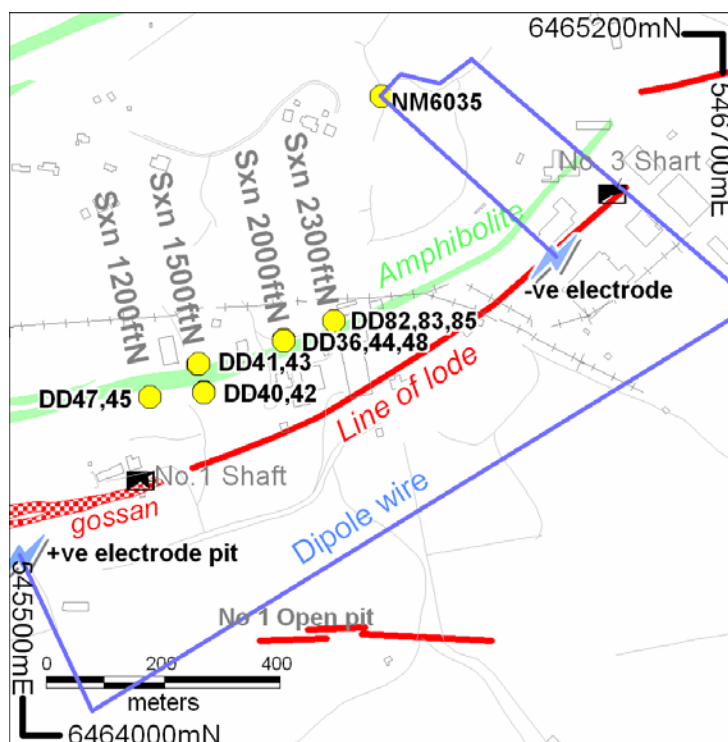 6465200mN
546700mE
NM6035
No. 3 Shart
Sxn 2300ftN
Sxn 2000ftN
Sxn 1500ftN
Sxn 1200ftN
Amphibolite
-ve electrode
DD82,83,85
DD36,44,48
DD41,43
DD40,42
DD47,45
Line of lode
No.1 Shaft
gossan
Dipole wire
+ve electrode pit
545500mE
No 1 Open pit
0 200 400
meters
6464000mN